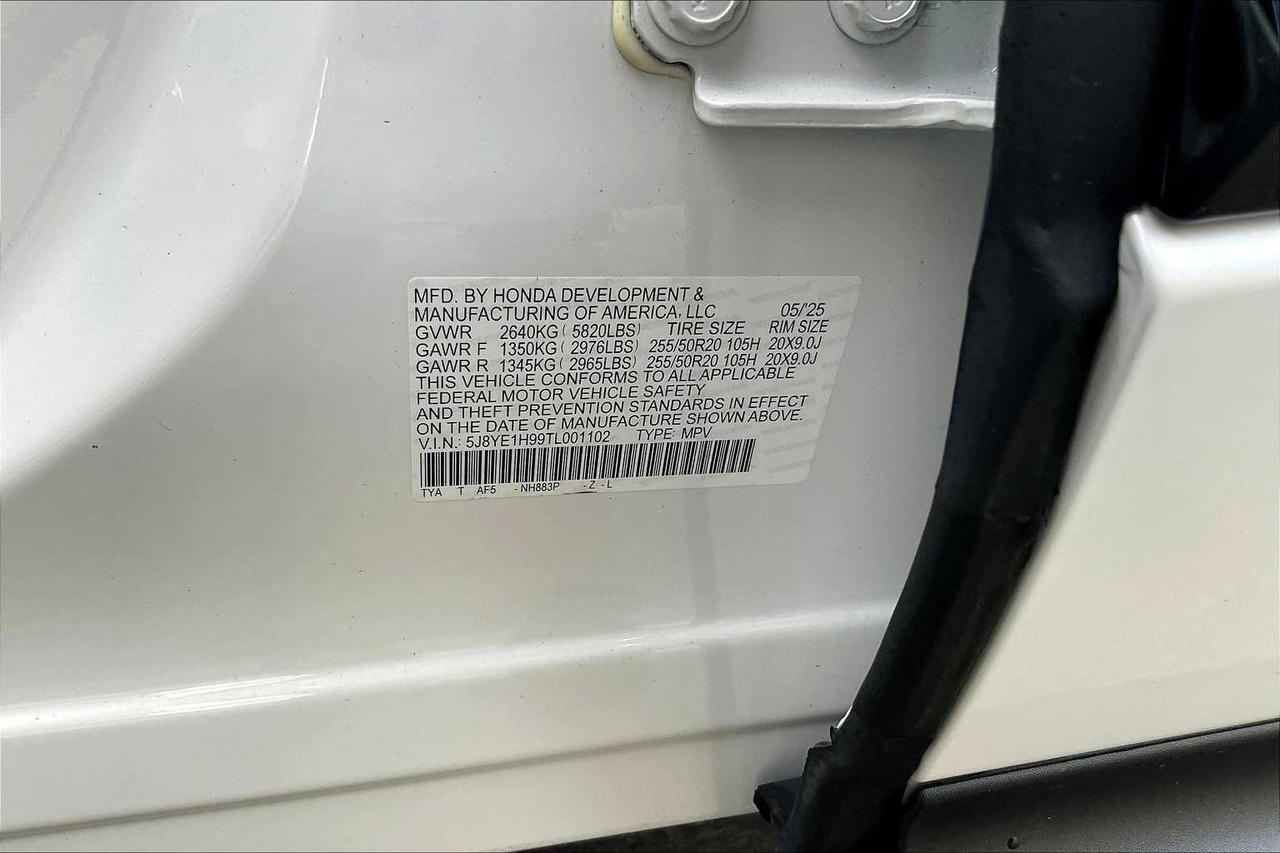 MFD. BY HONDA DEVELOPMENT &
MANUFACTURING OF AMERICA, LLC 05/'25
GVWR 2640KG ( 5820LBS) TIRE SIZE RIM SIZE
GAWR F 1350KG ( 2976LBS) 255/50R20 105H 20X9.0J
GAWR R 1345KG ( 2965LBS) 255/50R20 105H 20X9.0J
THIS VEHICLE CONFORMS TO ALL APPLICABLE
FEDERAL MOTOR VEHICLE SAFETY
AND THEFT PREVENTION STANDARDS IN EFFECT
ON THE DATE OF MANUFACTURE SHOWN ABOVE.
V.I.N.: 5J8YE1H99TL001102 TYPE: MPV
TYA T AF5 - NH883P - Z - L